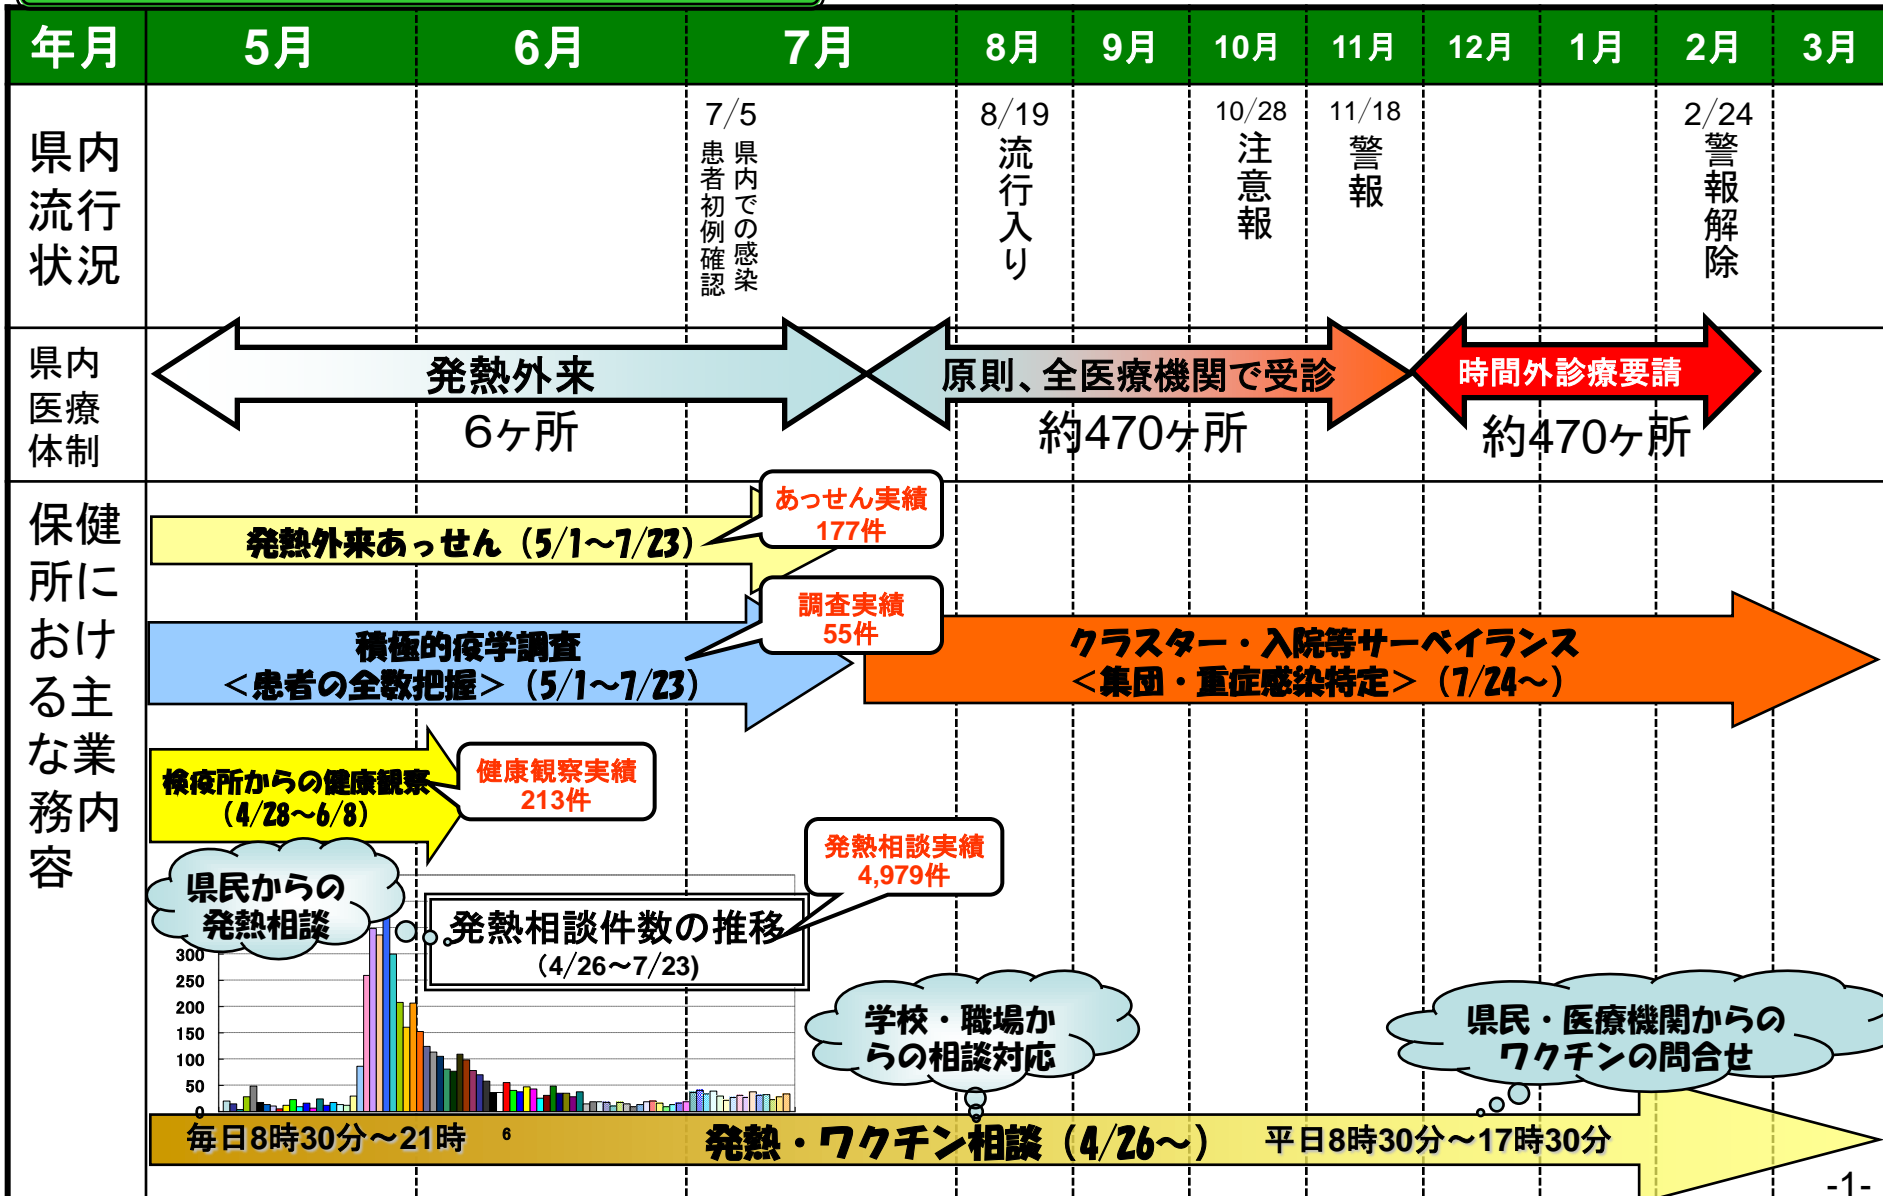 年月 5月 6月 7月 8月 9月 10月 11月 12月 1月 2月 3月
県内
流行
状況
7/5
県内での感染
患者初例確認
8/19
流行入り
10/28
注意報
11/18
警報
2/24
警報解除
県内
医療
体制
発熱外来
6ヶ所
原則、全医療機関で受診
約470ヶ所
時間外診療要請
約470ヶ所
保健
所に
おけ
る主
な業
務内
容
発熱外来あっせん（5/1～7/23）
あっせん実績
177件
積極的疫学調査
＜患者の全数把握＞（5/1～7/23）
調査実績
55件
クラスター・入院等サーベイランス
＜集団・重症感染特定＞（7/24～）
検疫所からの健康観察
（4/28～6/8）
健康観察実績
213件
県民からの
発熱相談
発熱相談実績
4,979件
発熱相談件数の推移
（4/26～7/23)
300
250
200
150
100
50
0
学校・職場か
らの相談対応
県民・医療機関からの
ワクチンの問合せ
毎日8時30分～21時 6 発熱・ワクチン相談（4/26～） 平日8時30分～17時30分
-1-